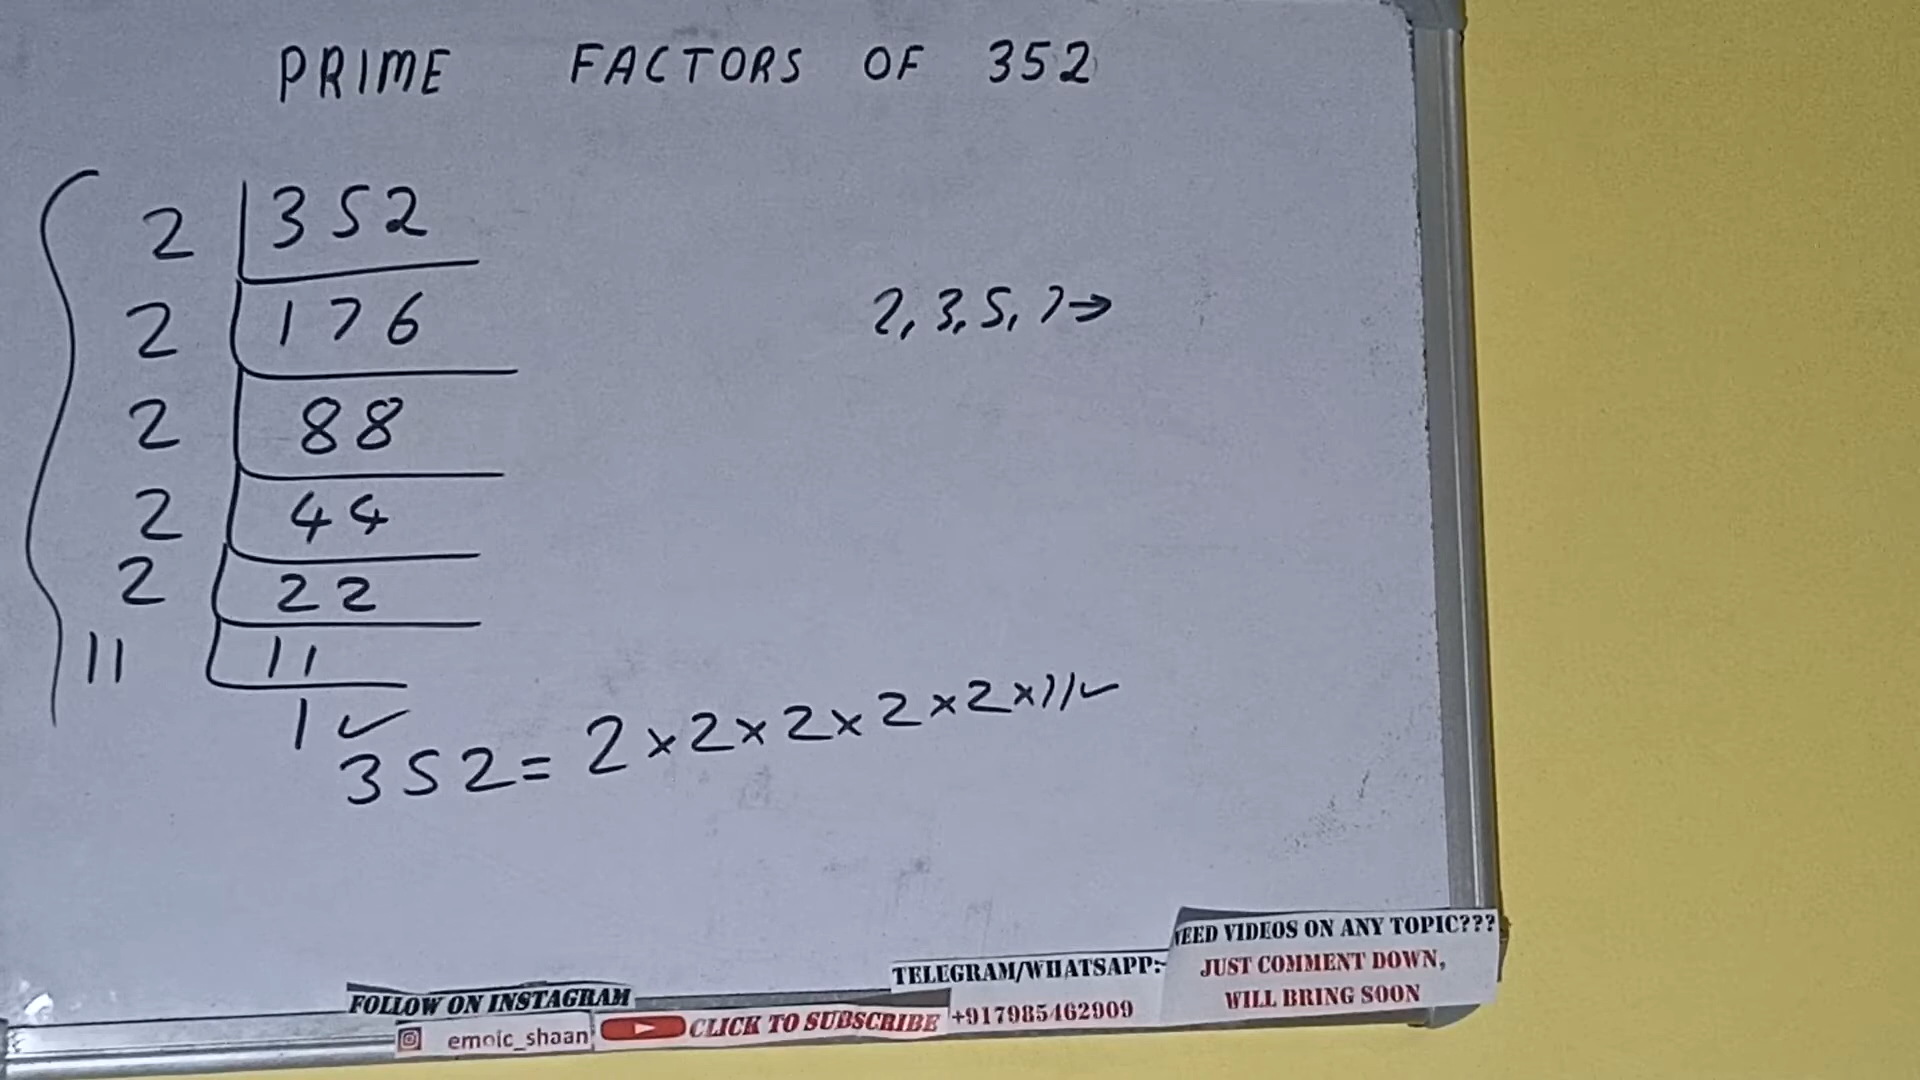 PRIME FACTORS OF 352
2 352
2 176
2 88
2 44
2 22
11 11
1
2, 3, 5, 7→
352 = 2×2×2×2×2×11
EED VIDEOS ON ANY TOPIC???
JUST COMMENT DOWN,
WILL BRING SOON
TELEGRAM/WHATSAPP:-
+917985462909
FOLLOW ON INSTAGRAM
emoic_shaan
CLICK TO SUBSCRIBE